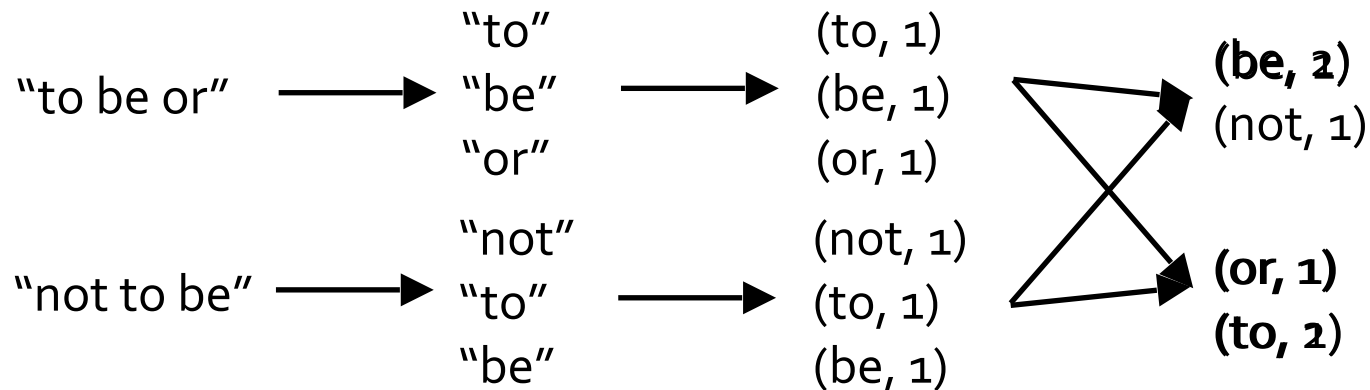 “to be or”
“to”
“be”
“or”
(to, 1)
(be, 1)
(or, 1)
(be, 2)
(not, 1)
“not to be”
“not”
“to”
“be”
(not, 1)
(to, 1)
(be, 1)
(or, 1)
(to, 2)